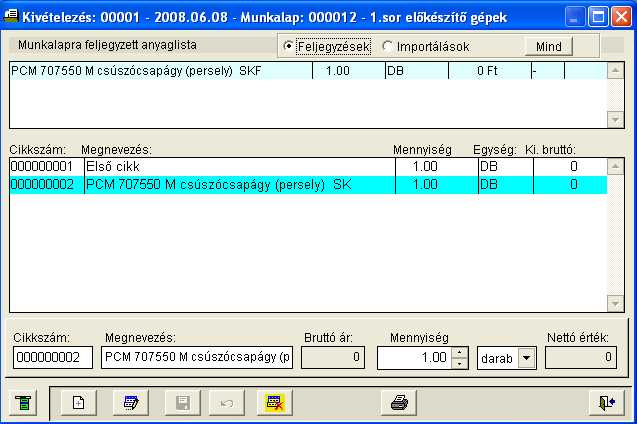 Kivételezés: 00001 - 2008.06.08 - Munkalap: 000012 - 1.sor előkészítő gépek
Munkalapra feljegyzett anyaglista Feljegyzések Importálások Mind
PCM 707550 M csúszócsapágy (persely) SKF 1.00 DB 0 Ft -
Cikkszám: Megnevezés: Mennyiség Egység: Ki. bruttó:
000000001 Első cikk 1.00 DB 0
000000002 PCM 707550 M csúszócsapágy (persely) SK 1.00 DB 0
Cikkszám: Megnevezés: Bruttó ár: Mennyiség Nettó érték:
000000002 PCM 707550 M csúszócsapágy (p 0 1.00 darab 0